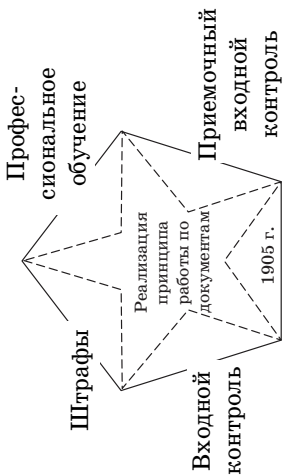 Профес-
сиональное
обучение
Штрафы
Реализация
принципа
работы по
документам
Приемочный
входной
контроль
Входной
контроль
1905 г.